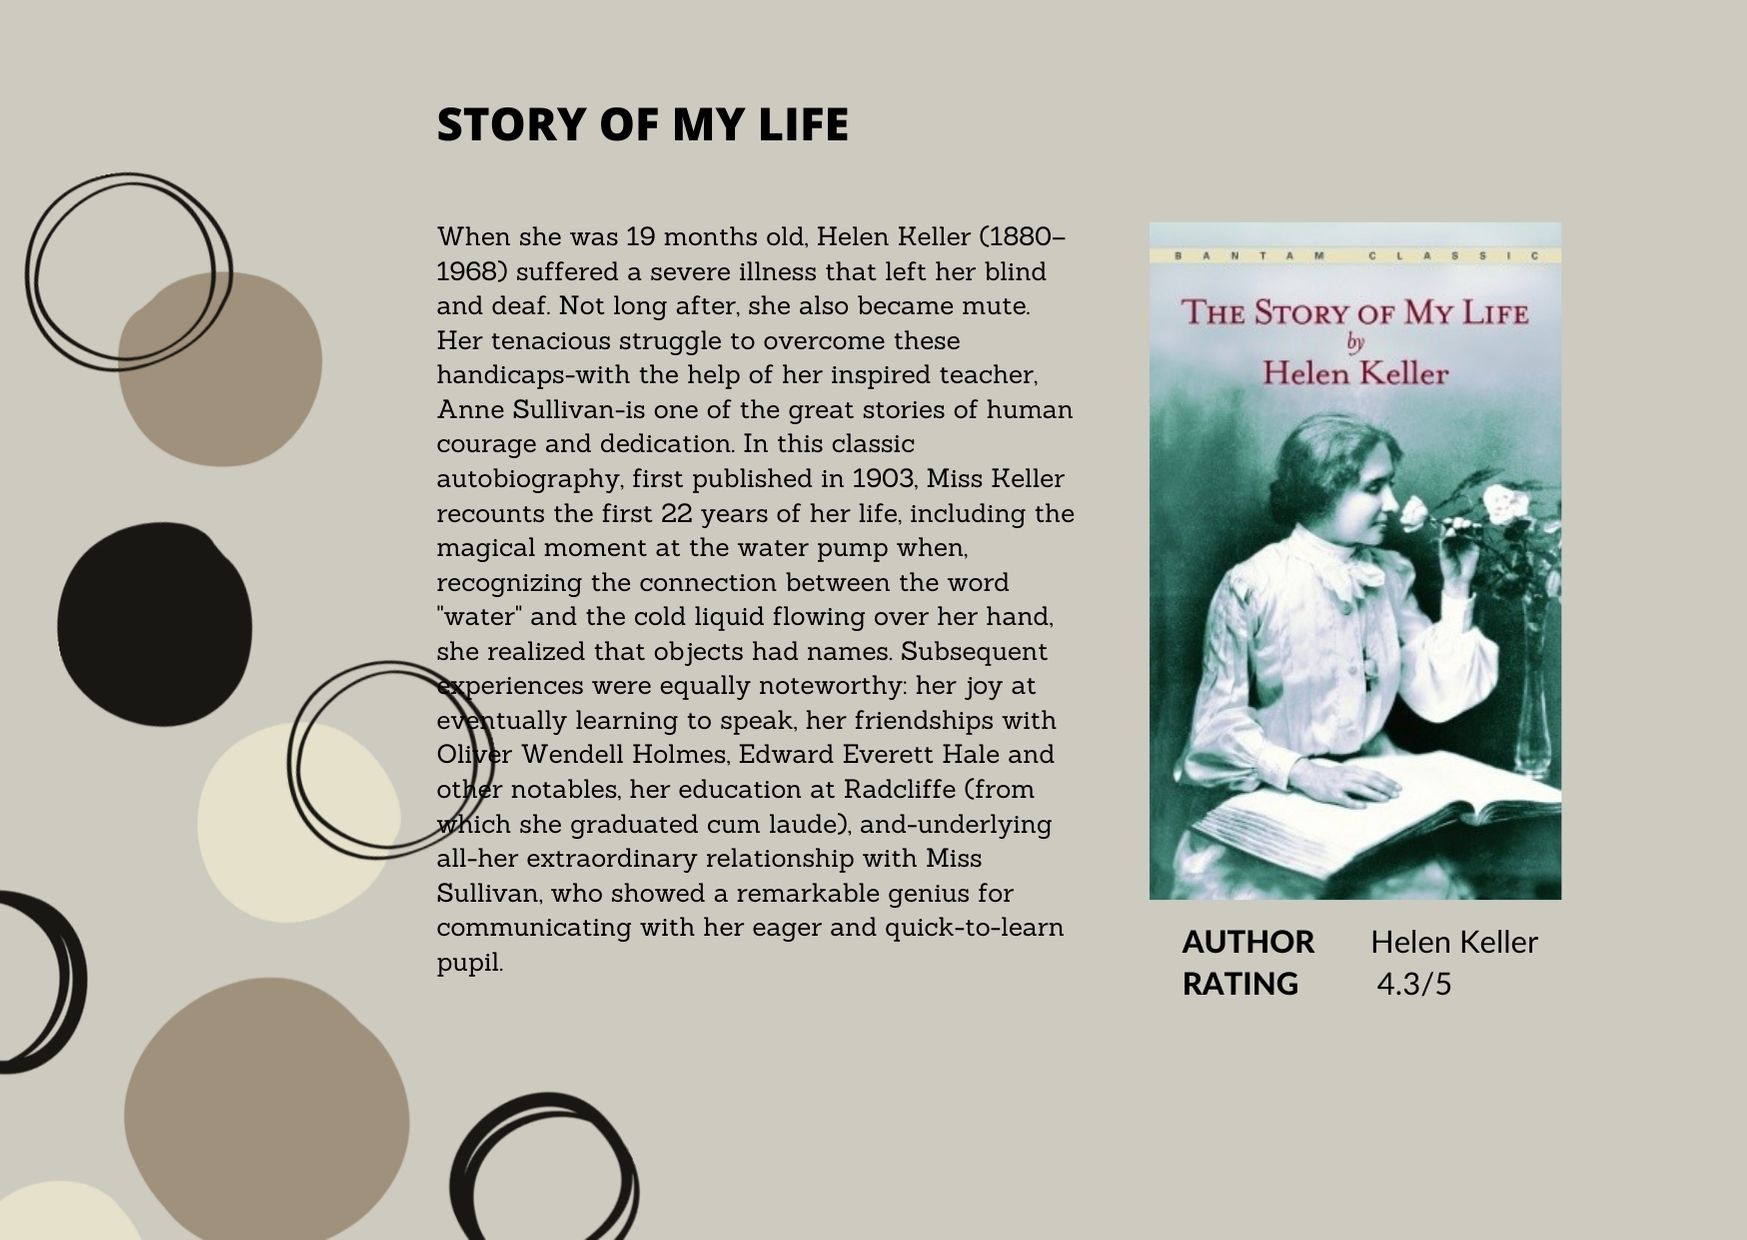 STORY OF MY LIFE
When she was 19 months old, Helen Keller (1880–
1968) suffered a severe illness that left her blind
and deaf. Not long after, she also became mute.
Her tenacious struggle to overcome these
handicaps-with the help of her inspired teacher,
Anne Sullivan-is one of the great stories of human
courage and dedication. In this classic
autobiography, first published in 1903, Miss Keller
recounts the first 22 years of her life, including the
magical moment at the water pump when,
recognizing the connection between the word
"water" and the cold liquid flowing over her hand,
she realized that objects had names. Subsequent
experiences were equally noteworthy: her joy at
eventually learning to speak, her friendships with
Oliver Wendell Holmes, Edward Everett Hale and
other notables, her education at Radcliffe (from
which she graduated cum laude), and-underlying
all-her extraordinary relationship with Miss
Sullivan, who showed a remarkable genius for
communicating with her eager and quick-to-learn
pupil.
BANTAM CLASSIC
THE STORY OF MY LIFE
by
Helen Keller
AUTHOR Helen Keller
RATING 4.3/5